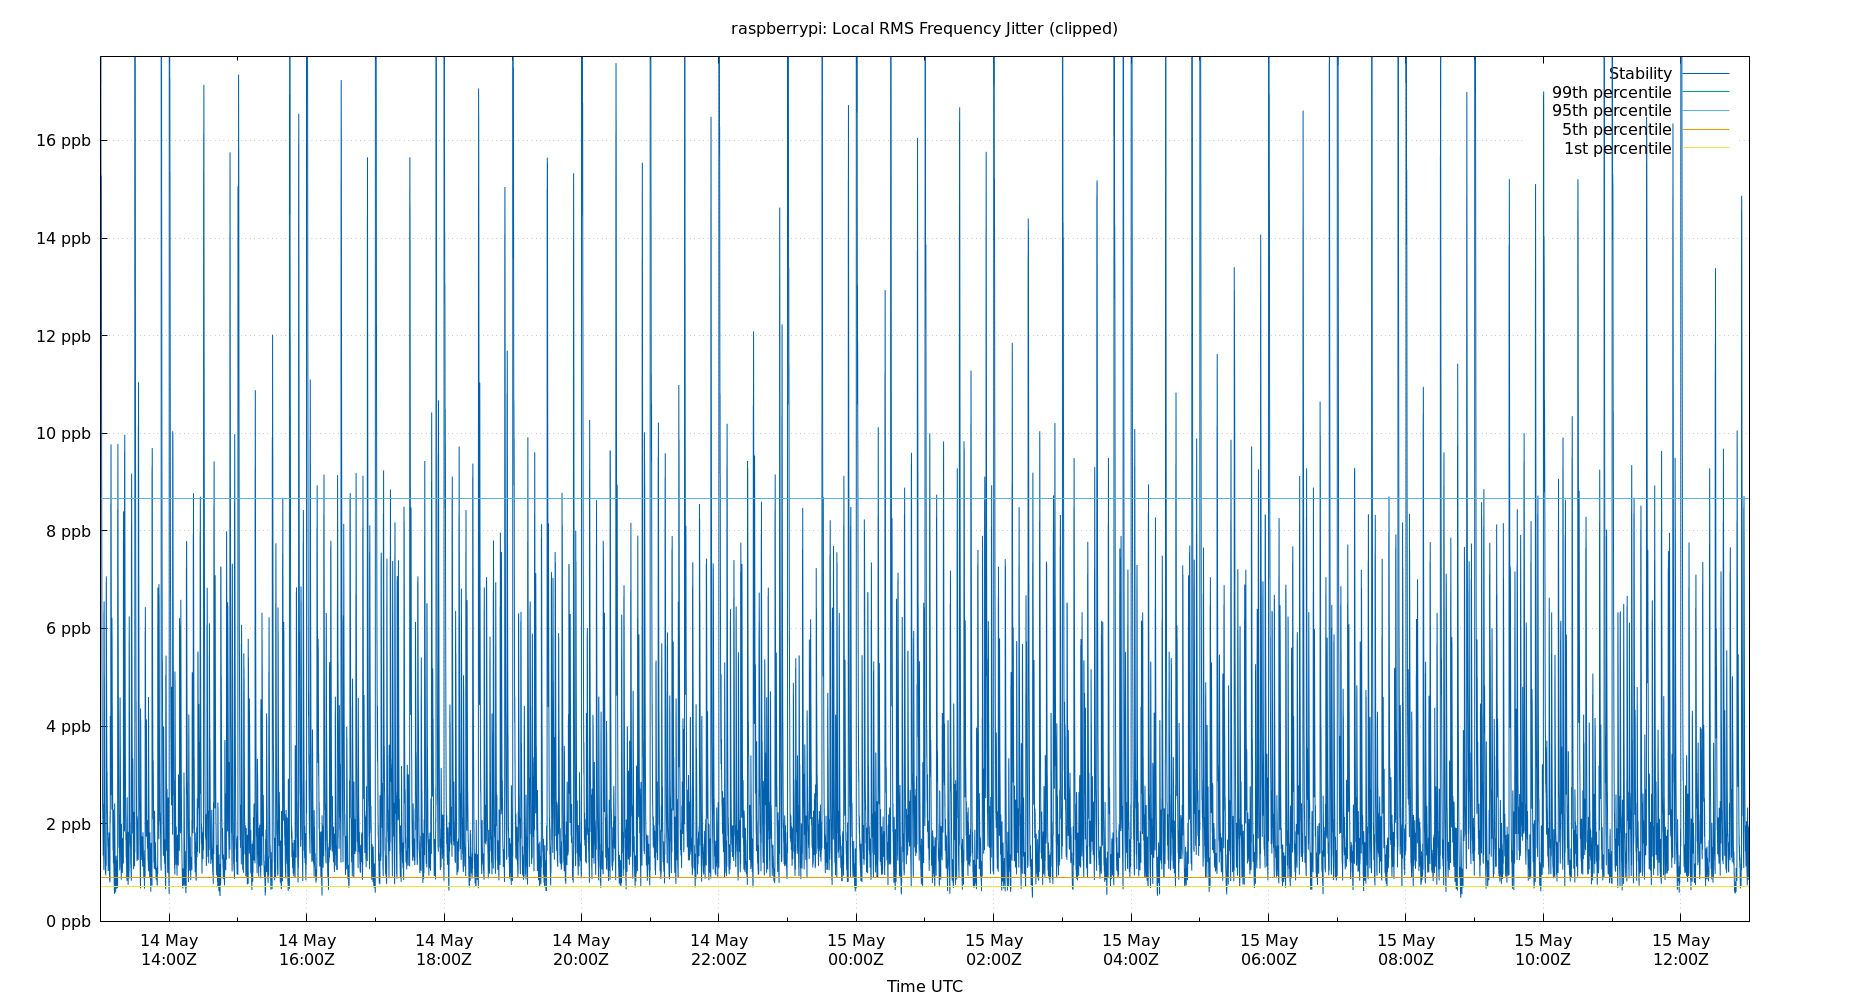 raspberrypi: Local RMS Frequency Jitter (clipped)
Stability
99th percentile
95th percentile
5th percentile
1st percentile
16 ppb
14 ppb
12 ppb
10 ppb
8 ppb
6 ppb
4 ppb
2 ppb
0 ppb
14 May 14 May 14 May 14 May 14 May 15 May 15 May 15 May 15 May 15 May 15 May 15 May
14:00Z 16:00Z 18:00Z 20:00Z 22:00Z 00:00Z 02:00Z 04:00Z 06:00Z 08:00Z 10:00Z 12:00Z
Time UTC